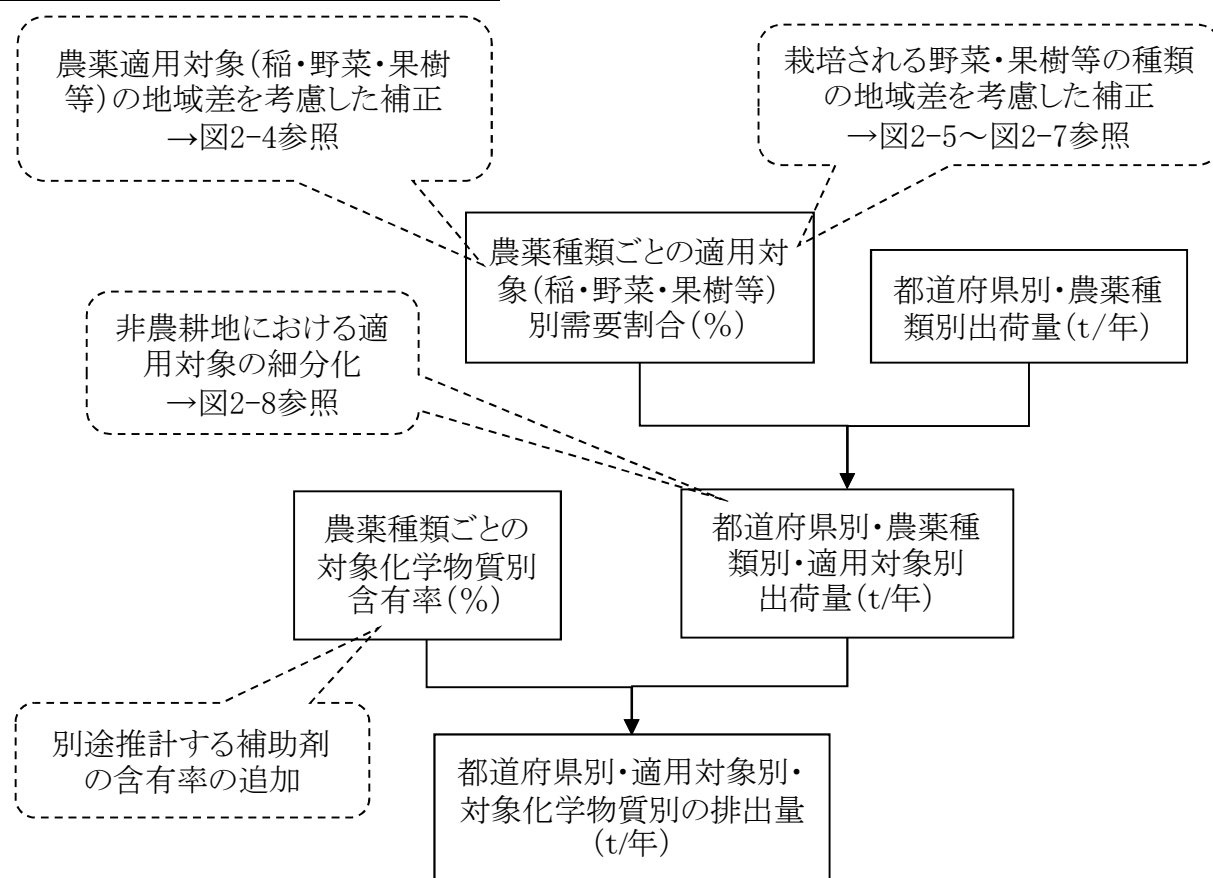 農薬適用対象(稲・野菜・果樹
等)の地域差を考慮した補正
→図2-4参照
栽培される野菜・果樹等の種類
の地域差を考慮した補正
→図2-5～図2-7参照
農薬種類ごとの適用対
象(稲・野菜・果樹等)
別需要割合(%)
都道府県別・農薬種
類別出荷量(t/年)
非農耕地における適
用対象の細分化
→図2-8参照
農薬種類ごとの
対象化学物質別
含有率(%)
都道府県別・農薬種
類別・適用対象別
出荷量(t/年)
別途推計する補助剤
の含有率の追加
都道府県別・適用対象別・
対象化学物質別の排出量
(t/年)